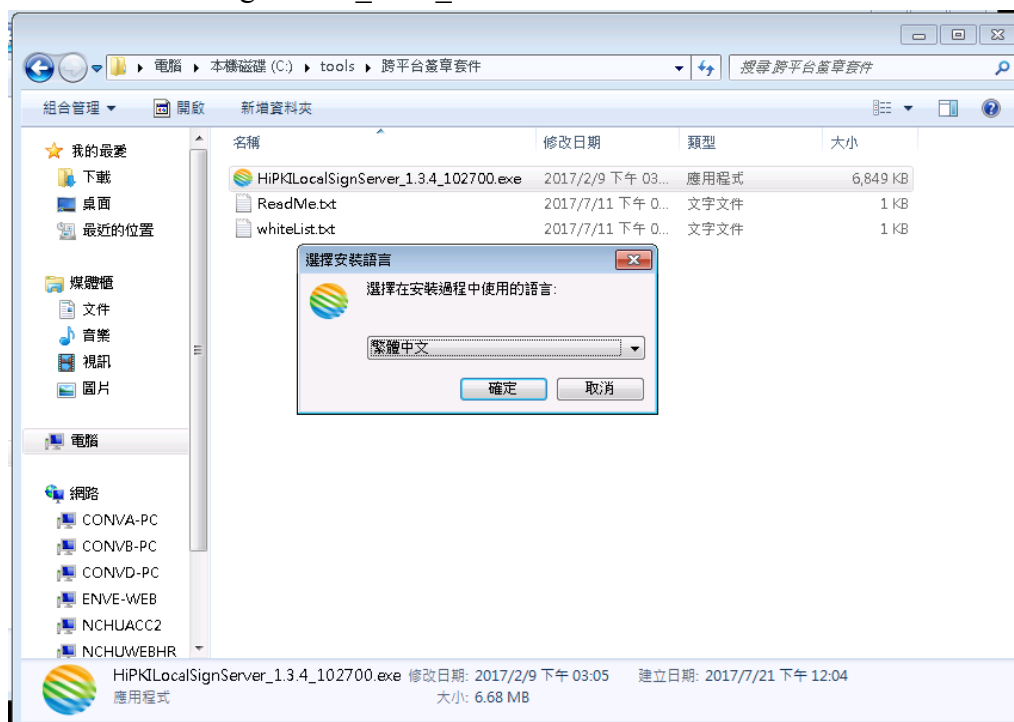 電腦 ▸ 本機磁碟 (C:) ▸ tools ▸ 跨平台簽章套件
搜尋 跨平台簽章套件
組合管理 開啟 新增資料夾
名稱 修改日期 類型 大小
我的最愛
下載
桌面
最近的位置
媒體櫃
文件
音樂
視訊
圖片
電腦
網路
CONVA-PC
CONVB-PC
CONVD-PC
ENVE-WEB
NCHUACC2
NCHUWEBHR
HiPKILocalSignServer_1.3.4_102700.exe 2017/2/9 下午 03... 應用程式 6,849 KB
ReadMe.txt 2017/7/11 下午 0... 文字文件 1 KB
whiteList.txt 2017/7/11 下午 0... 文字文件 1 KB
選擇安裝語言
選擇在安裝過程中使用的語言:
繁體中文
確定 取消
HiPKILocalSignServer_1.3.4_102700.exe 修改日期: 2017/2/9 下午 03:05 建立日期: 2017/7/21 下午 12:04
應用程式 大小: 6.68 MB